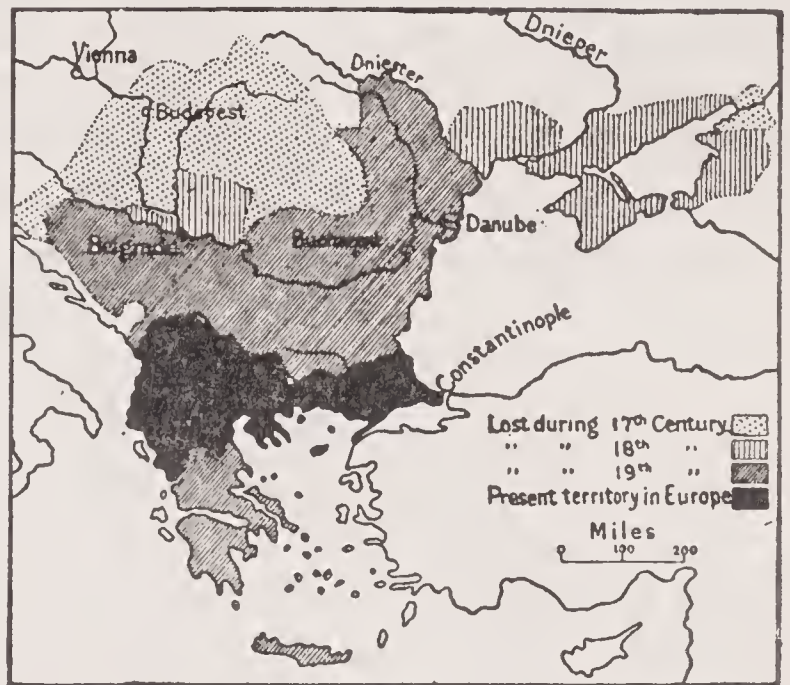 Dnieper
Vienna
Dniester
Budapest
Belgrade
Bucharest
Danube
Constantinople
Lost during 17th Century
" " 18th "
" " 19th "
Present territory in Europe
Miles
0 100 200